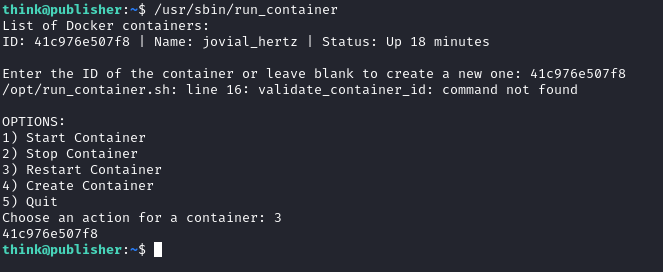 think@publisher:~$ /usr/sbin/run_container
List of Docker containers:
ID: 41c976e507f8 | Name: jovial_hertz | Status: Up 18 minutes
Enter the ID of the container or leave blank to create a new one: 41c976e507f8
/opt/run_container.sh: line 16: validate_container_id: command not found
OPTIONS:
1) Start Container
2) Stop Container
3) Restart Container
4) Create Container
5) Quit
Choose an action for a container: 3
41c976e507f8
think@publisher:~$